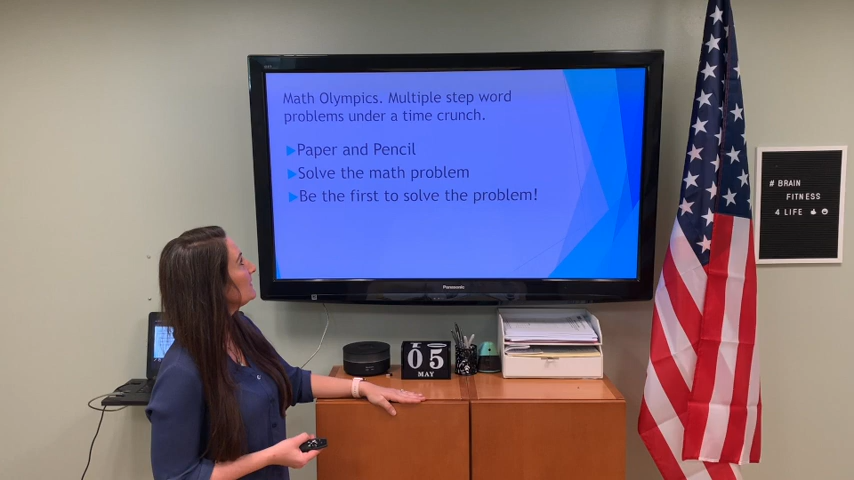 Math Olympics. Multiple step word
problems under a time crunch.
Paper and Pencil
Solve the math problem
Be the first to solve the problem!
Panasonic
# BRAIN
FITNESS
4 LIFE
05
MAY